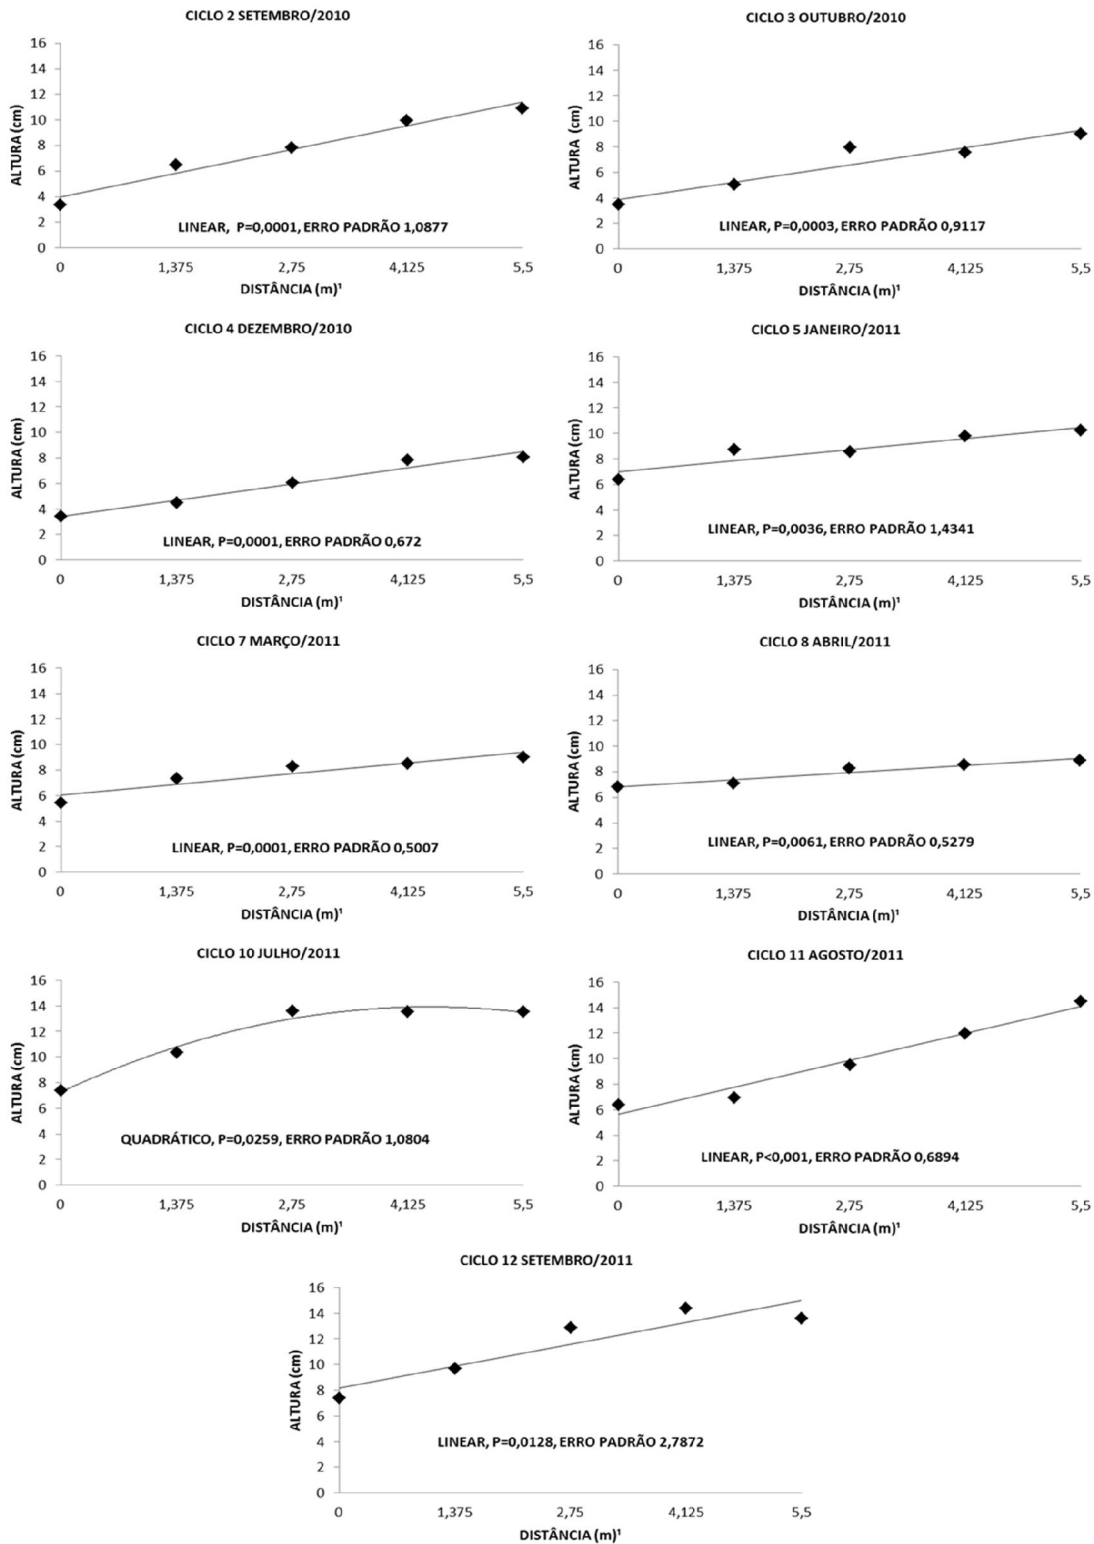 CICLO 2 SETEMBRO/2010
16
14
12
10
8
6
4
2
0
ALTURA (cm)
LINEAR, P=0,0001, ERRO PADRÃO 1,0877
0 1,375 2,75 4,125 5,5
DISTÂNCIA (m)¹
CICLO 3 OUTUBRO/2010
16
14
12
10
8
6
4
2
0
ALTURA (cm)
LINEAR, P=0,0003, ERRO PADRÃO 0,9117
0 1,375 2,75 4,125 5,5
DISTÂNCIA (m)¹
CICLO 4 DEZEMBRO/2010
16
14
12
10
8
6
4
2
0
ALTURA (cm)
LINEAR, P=0,0001, ERRO PADRÃO 0,672
0 1,375 2,75 4,125 5,5
DISTÂNCIA (m)¹
CICLO 5 JANEIRO/2011
16
14
12
10
8
6
4
2
0
ALTURA (cm)
LINEAR, P=0,0036, ERRO PADRÃO 1,4341
0 1,375 2,75 4,125 5,5
DISTÂNCIA (m)¹
CICLO 7 MARÇO/2011
16
14
12
10
8
6
4
2
0
ALTURA (cm)
LINEAR, P=0,0001, ERRO PADRÃO 0,5007
0 1,375 2,75 4,125 5,5
DISTÂNCIA (m)¹
CICLO 8 ABRIL/2011
16
14
12
10
8
6
4
2
0
ALTURA (cm)
LINEAR, P=0,0061, ERRO PADRÃO 0,5279
0 1,375 2,75 4,125 5,5
DISTÂNCIA (m)¹
CICLO 10 JULHO/2011
16
14
12
10
8
6
4
2
0
ALTURA (cm)
QUADRÁTICO, P=0,0259, ERRO PADRÃO 1,0804
0 1,375 2,75 4,125 5,5
DISTÂNCIA (m)¹
CICLO 11 AGOSTO/2011
16
14
12
10
8
6
4
2
0
ALTURA (cm)
LINEAR, P<0,001, ERRO PADRÃO 0,6894
0 1,375 2,75 4,125 5,5
DISTÂNCIA (m)¹
CICLO 12 SETEMBRO/2011
16
14
12
10
8
6
4
2
0
ALTURA (cm)
LINEAR, P=0,0128, ERRO PADRÃO 2,7872
0 1,375 2,75 4,125 5,5
DISTÂNCIA (m)¹